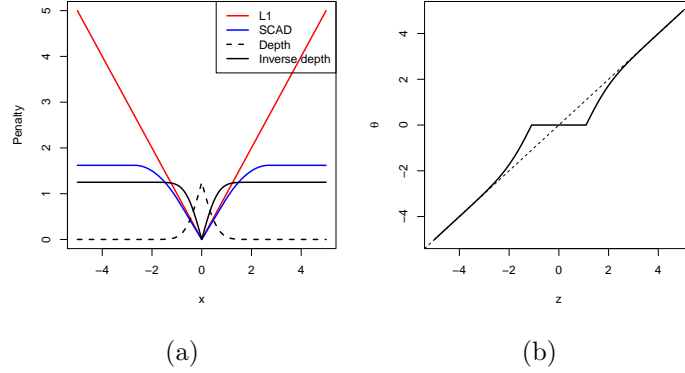 L1
SCAD
Depth
Inverse depth
Penalty
5
4
3
2
1
0
−4 −2 0 2 4
x
(a)
θ
4
2
0
−2
−4
−4 −2 0 2 4
z
(b)